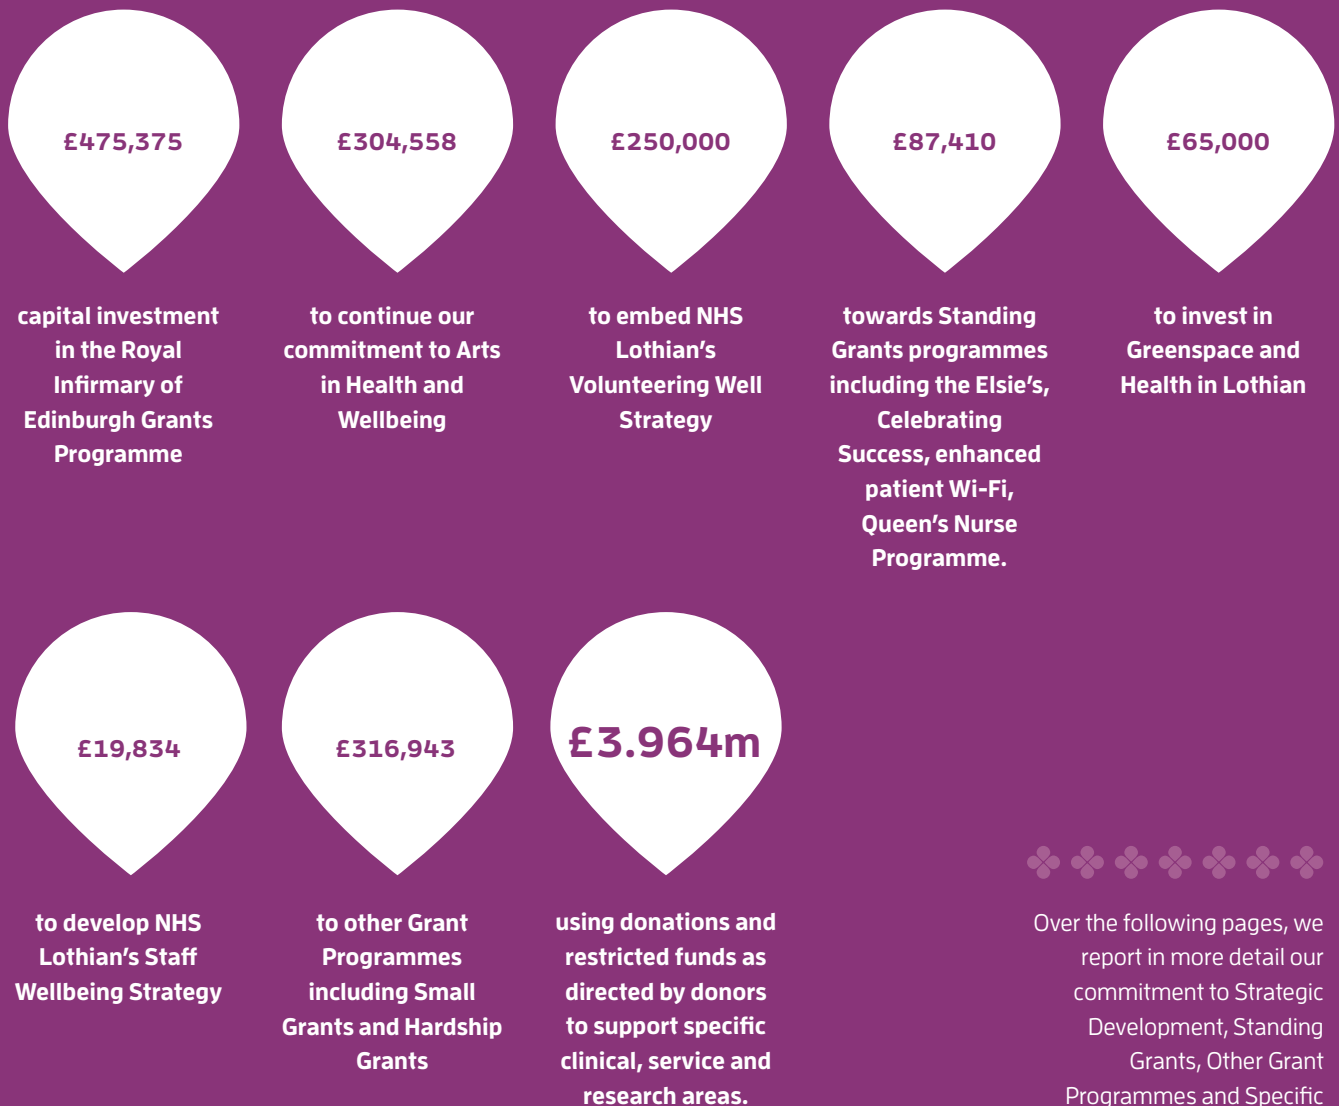 £475,375
capital investment
in the Royal
Infirmary of
Edinburgh Grants
Programme
£304,558
to continue our
commitment to Arts
in Health and
Wellbeing
£250,000
to embed NHS
Lothian’s
Volunteering Well
Strategy
£87,410
towards Standing
Grants programmes
including the Elsie’s,
Celebrating
Success, enhanced
patient Wi-Fi,
Queen’s Nurse
Programme.
£65,000
to invest in
Greenspace and
Health in Lothian
£19,834
to develop NHS
Lothian’s Staff
Wellbeing Strategy
£316,943
to other Grant
Programmes
including Small
Grants and Hardship
Grants
£3.964m
using donations and
restricted funds as
directed by donors
to support specific
clinical, service and
research areas.
Over the following pages, we
report in more detail our
commitment to Strategic
Development, Standing
Grants, Other Grant
Programmes and Specific